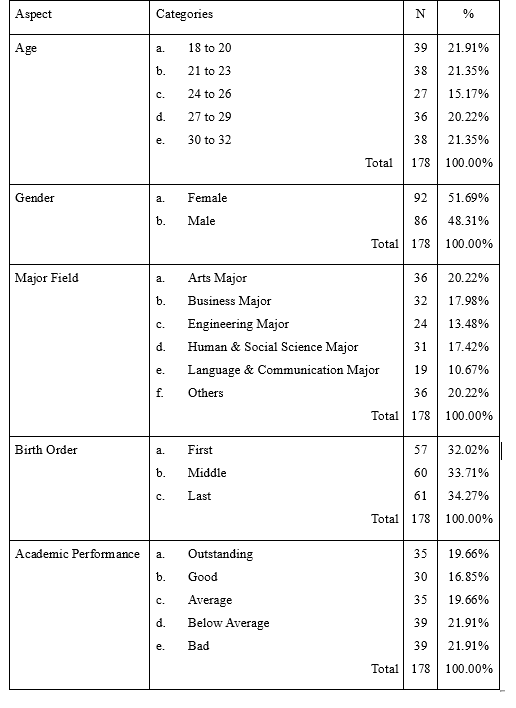 Aspect Categories N %
Age a. 18 to 20 39 21.91%
b. 21 to 23 38 21.35%
c. 24 to 26 27 15.17%
d. 27 to 29 36 20.22%
e. 30 to 32 38 21.35%
Total 178 100.00%
Gender a. Female 92 51.69%
b. Male 86 48.31%
Total 178 100.00%
Major Field a. Arts Major 36 20.22%
b. Business Major 32 17.98%
c. Engineering Major 24 13.48%
d. Human & Social Science Major 31 17.42%
e. Language & Communication Major 19 10.67%
f. Others 36 20.22%
Total 178 100.00%
Birth Order a. First 57 32.02%
b. Middle 60 33.71%
c. Last 61 34.27%
Total 178 100.00%
Academic Performance a. Outstanding 35 19.66%
b. Good 30 16.85%
c. Average 35 19.66%
d. Below Average 39 21.91%
e. Bad 39 21.91%
Total 178 100.00%